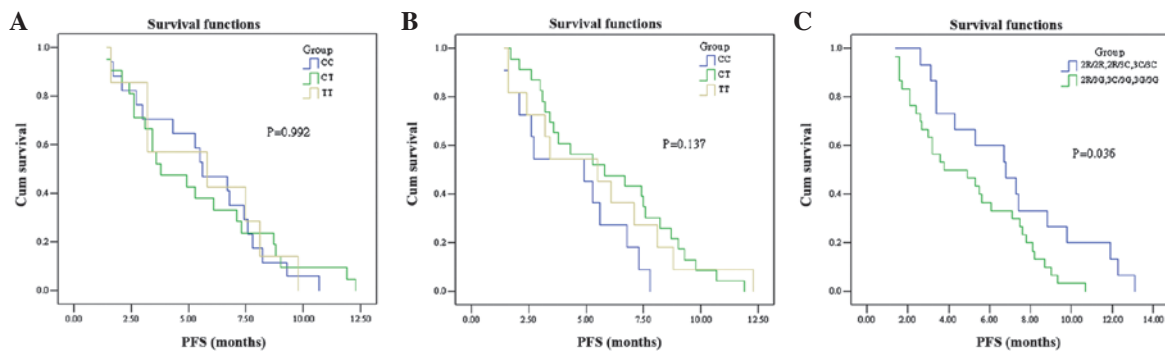 A
Survival functions
Group
CC
CT
TT
P=0.992
Cum survival
1.0
0.8
0.6
0.4
0.2
0.0
0.00 2.50 5.00 7.50 10.00 12.50
PFS (months)
B
Survival functions
Group
CC
CT
TT
P=0.137
Cum survival
1.0
0.8
0.6
0.4
0.2
0.0
0.00 2.50 5.00 7.50 10.00 12.50
PFS (months)
C
Survival functions
Group
2R/2R,2R/3C,3C/3C
2R/3G,3C/3G,3G/3G
P=0.036
Cum survival
1.0
0.8
0.6
0.4
0.2
0.0
0.00 2.00 4.00 6.00 8.00 10.00 12.00 14.00
PFS (months)